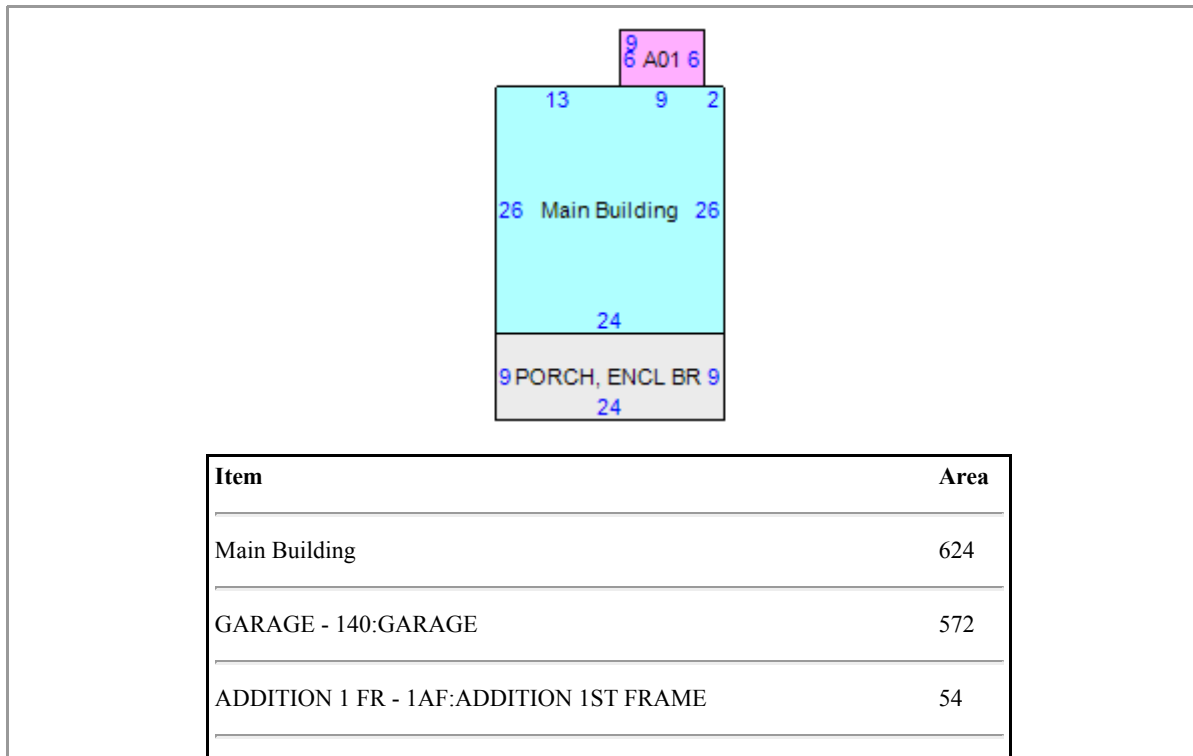 9
6 A01 6
13 9 2
26 Main Building 26
24
9 PORCH, ENCL BR 9
24
Item Area
Main Building 624
GARAGE - 140:GARAGE 572
ADDITION 1 FR - 1AF:ADDITION 1ST FRAME 54